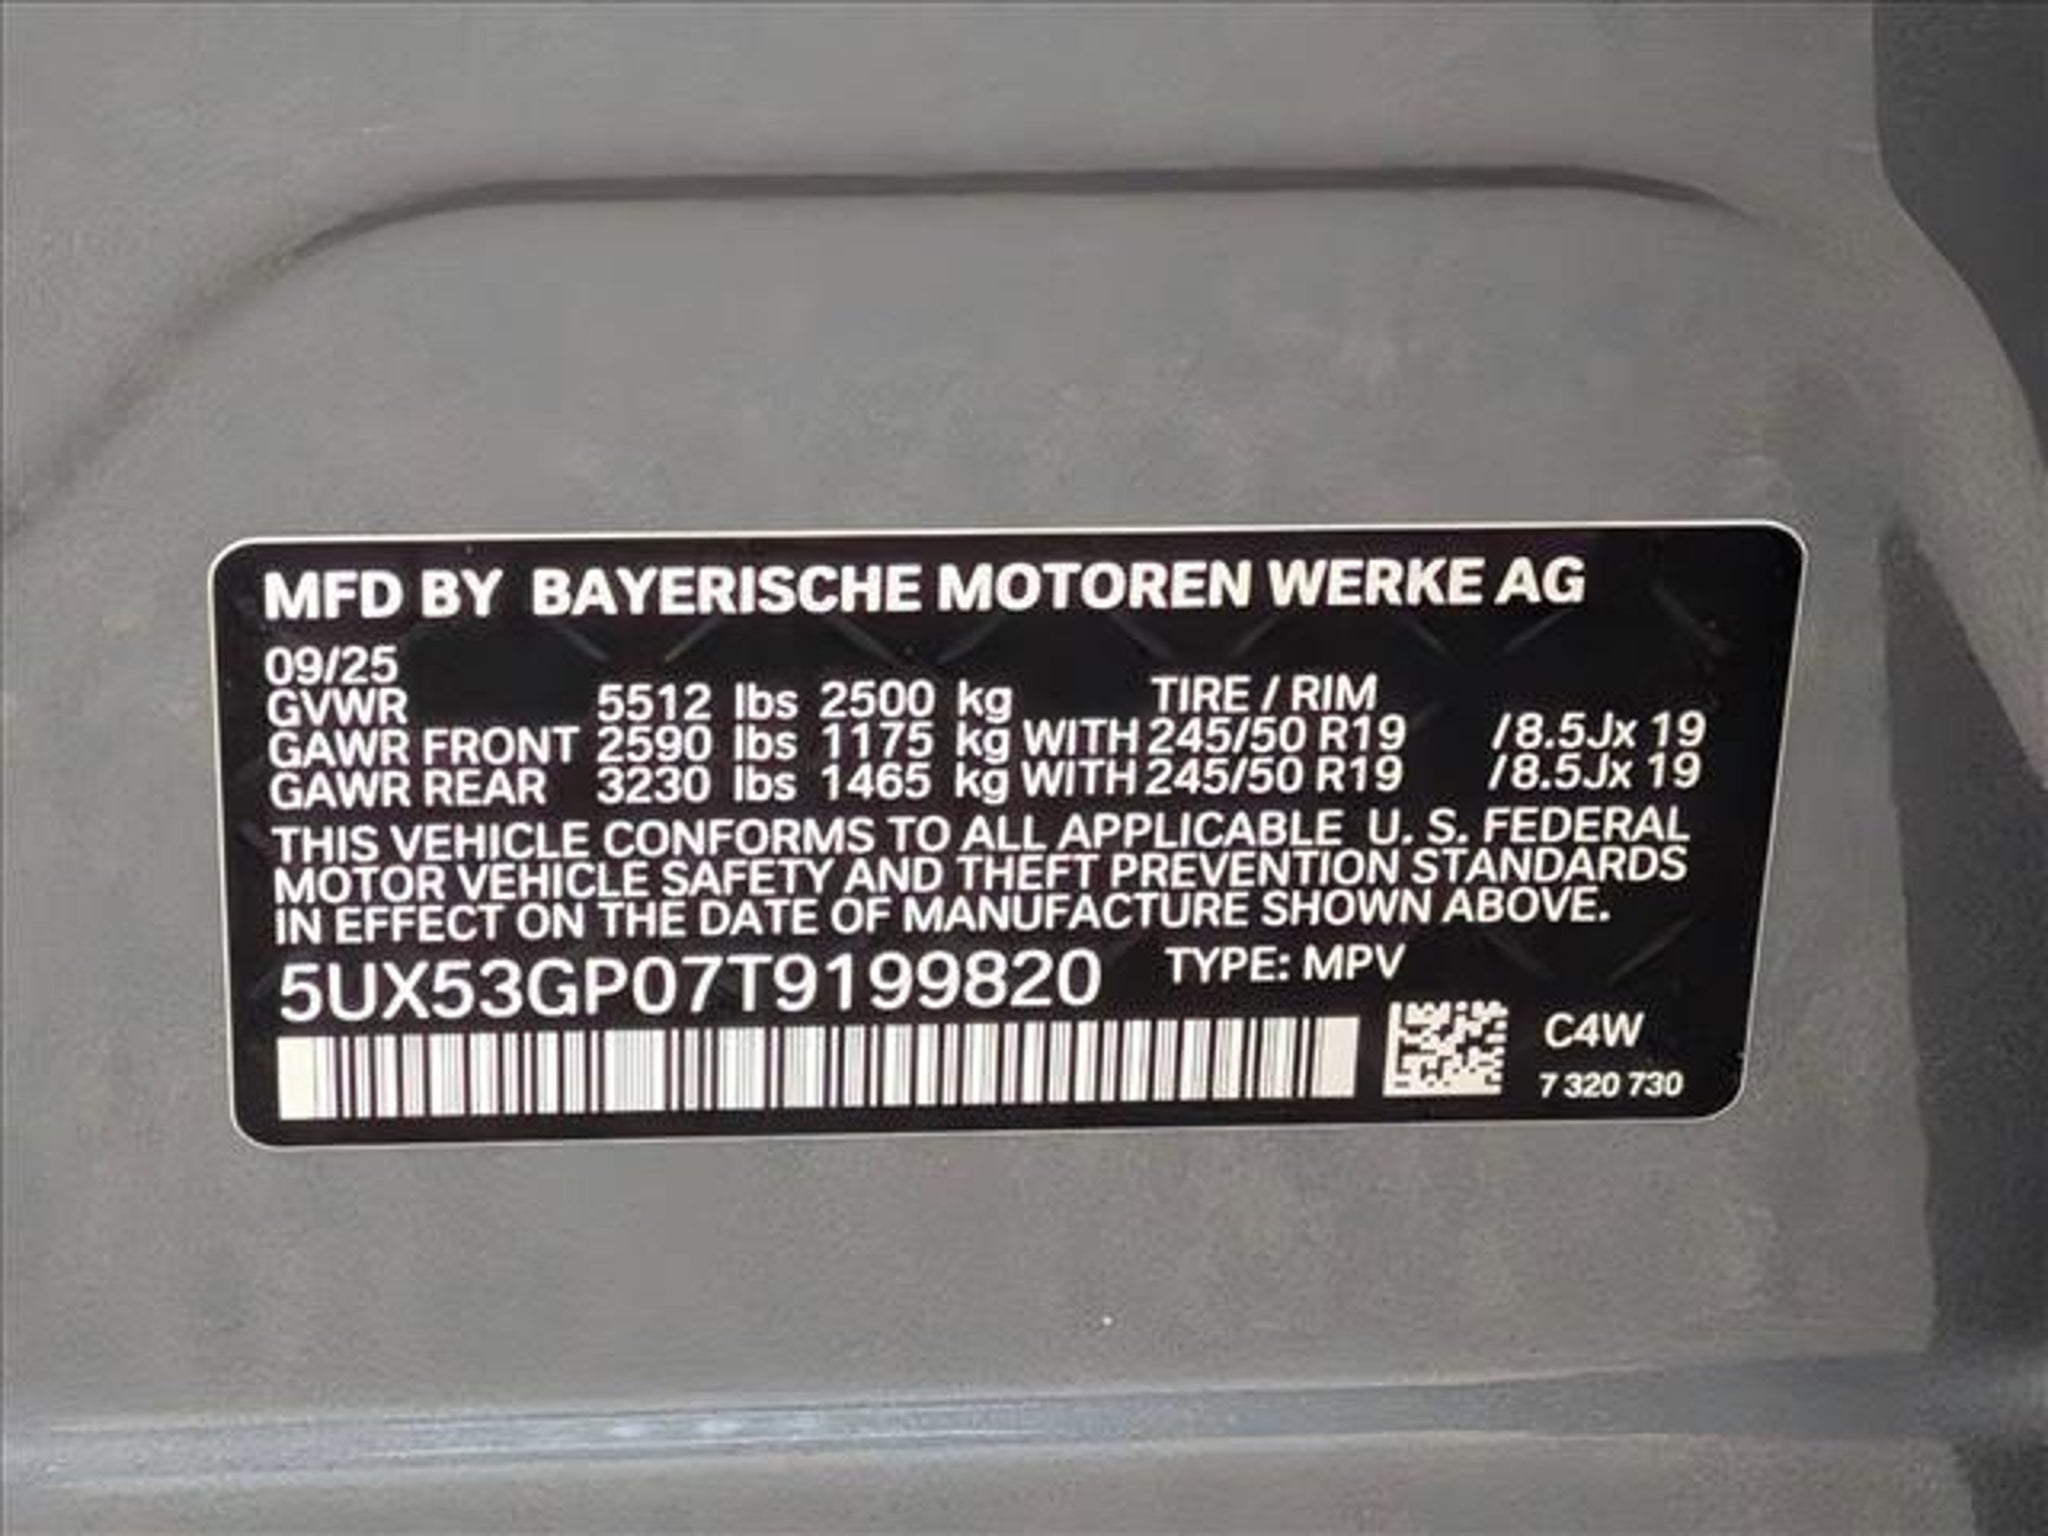 MFD BY BAYERISCHE MOTOREN WERKE AG
09/25
GVWR 5512 lbs 2500 kg TIRE / RIM
GAWR FRONT 2590 lbs 1175 kg WITH 245/50 R19 /8.5Jx 19
GAWR REAR 3230 lbs 1465 kg WITH 245/50 R19 /8.5Jx 19
THIS VEHICLE CONFORMS TO ALL APPLICABLE U. S. FEDERAL
MOTOR VEHICLE SAFETY AND THEFT PREVENTION STANDARDS
IN EFFECT ON THE DATE OF MANUFACTURE SHOWN ABOVE.
5UX53GP07T9199820 TYPE: MPV
C4W
7 320 730